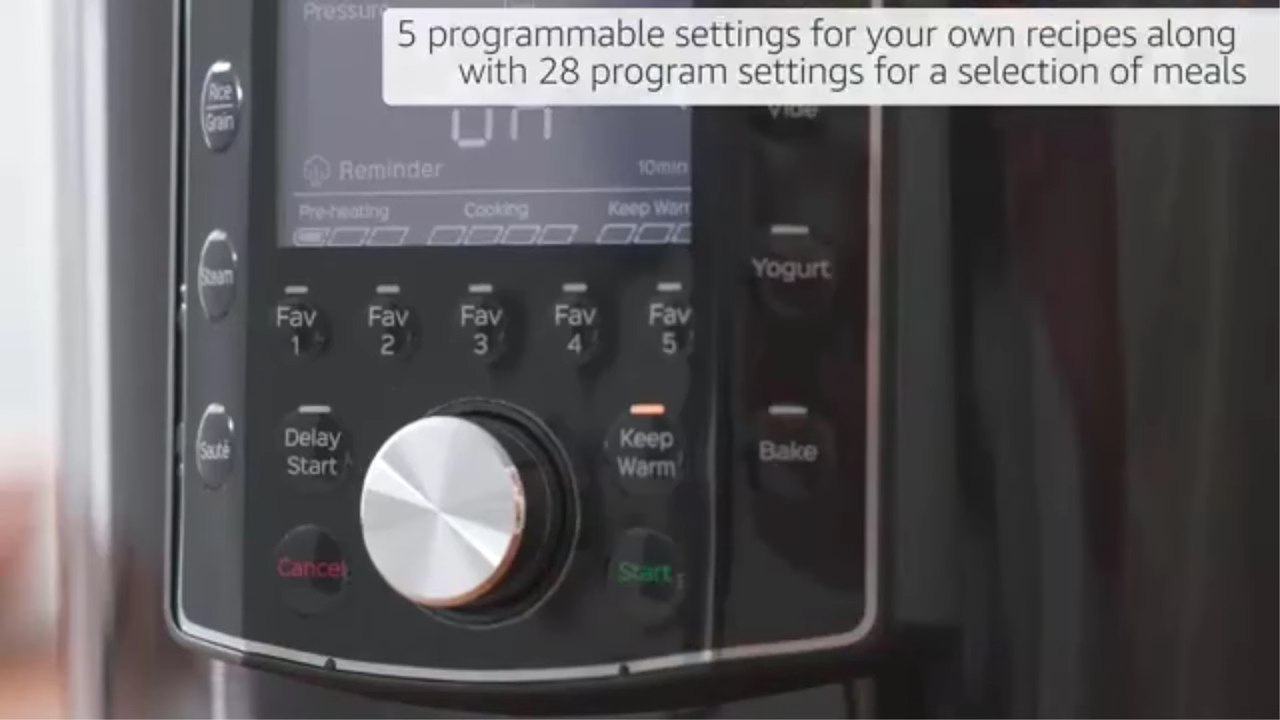 5 programmable settings for your own recipes along
with 28 program settings for a selection of meals
Pressure
Rice
Grain
On
Vide
Reminder 10min
Pre-heating Cooking Keep Warm
Steam
Yogurt
Fav 1 Fav 2 Fav 3 Fav 4 Fav 5
Sauté
Delay
Start
Keep
Warm
Bake
Cancel
Start